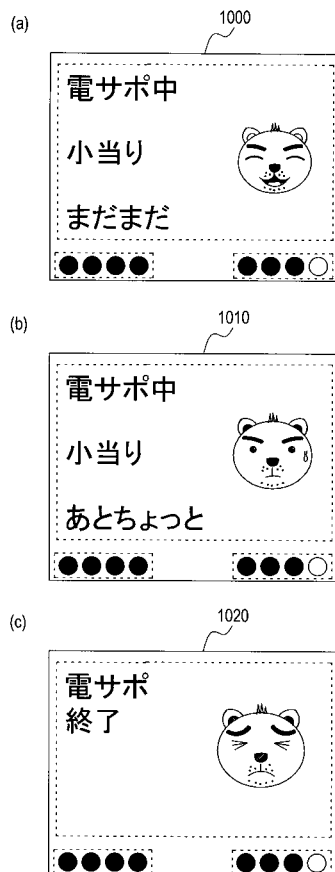 (a)
1000
電サポ中
小当り
まだまだ
(b)
1010
電サポ中
小当り
あとちょっと
(c)
1020
電サポ
終了